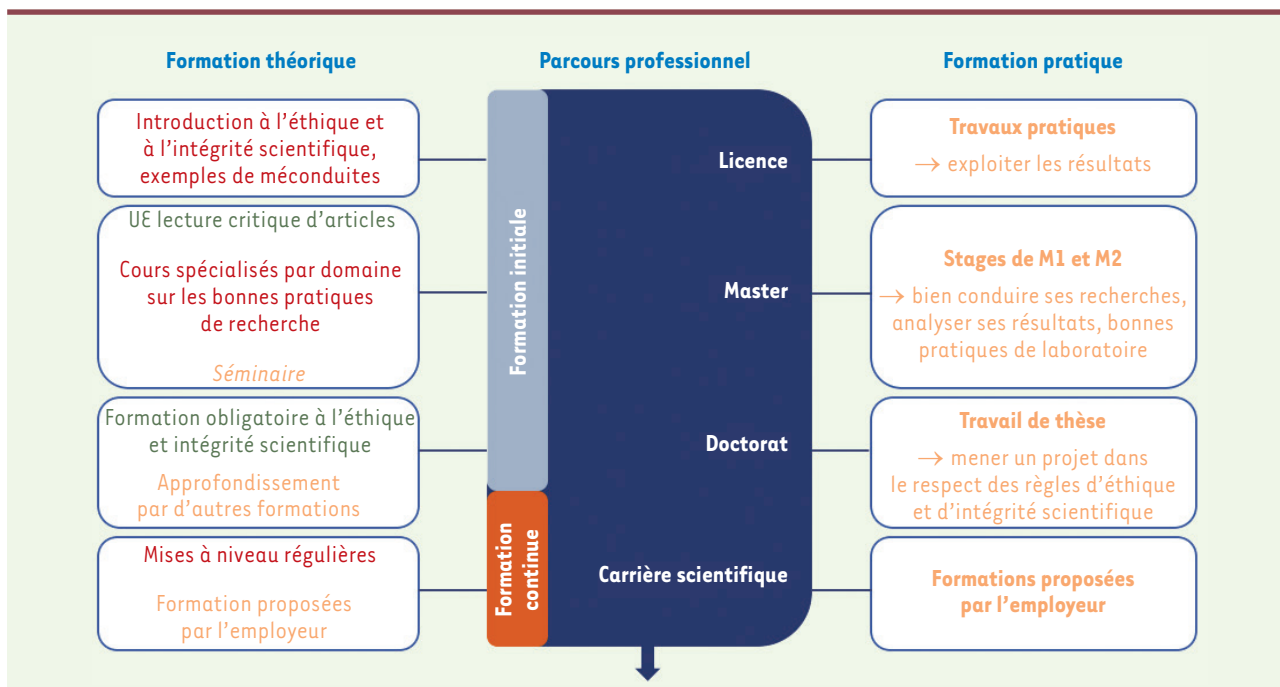 Formation théorique
Parcours professionnel
Formation pratique
Introduction à l'éthique et
à l'intégrité scientifique,
exemples de méconduites
Licence
Travaux pratiques
→ exploiter les résultats
UE lecture critique d'articles
Cours spécialisés par domaine
sur les bonnes pratiques
de recherche
Séminaire
Formation initiale
Master
Stages de M1 et M2
→ bien conduire ses recherches,
analyser ses résultats, bonnes
pratiques de laboratoire
Formation obligatoire à l'éthique
et intégrité scientifique
Approfondissement
par d'autres formations
Doctorat
Travail de thèse
→ mener un projet dans
le respect des règles d'éthique
et d'intégrité scientifique
Mises à niveau régulières
Formation proposées
par l'employeur
Formation
continue
Carrière scientifique
Formations proposées
par l'employeur